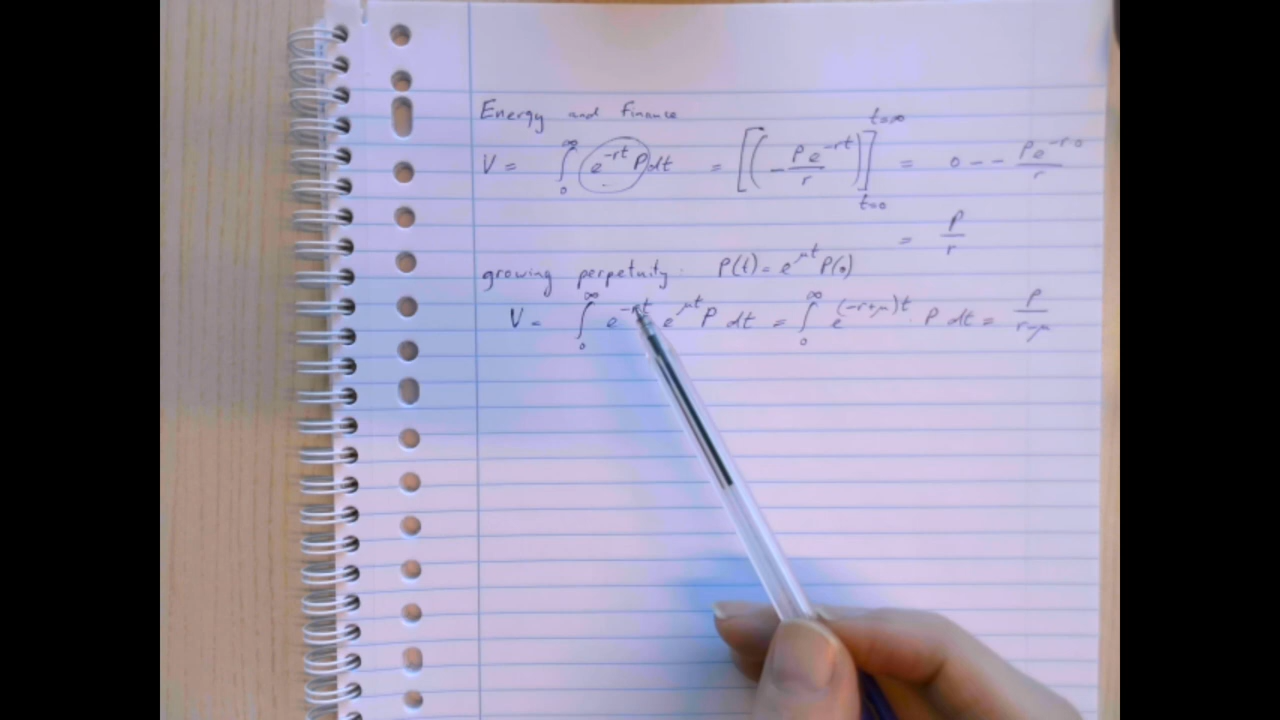 Energy and finance
V = ∫₀^∞ e^{-rt} P dt = [(-Pe^{-rt}/r)]_{t=0}^{t=∞} = 0 - - Pe^{-r0}/r
= P/r
growing perpetuity. P(t) = e^{μt} P(0)
V = ∫₀^∞ e^{-rt} e^{μt} P dt = ∫₀^∞ e^{(-r+μ)t} . P dt = P/r-μ